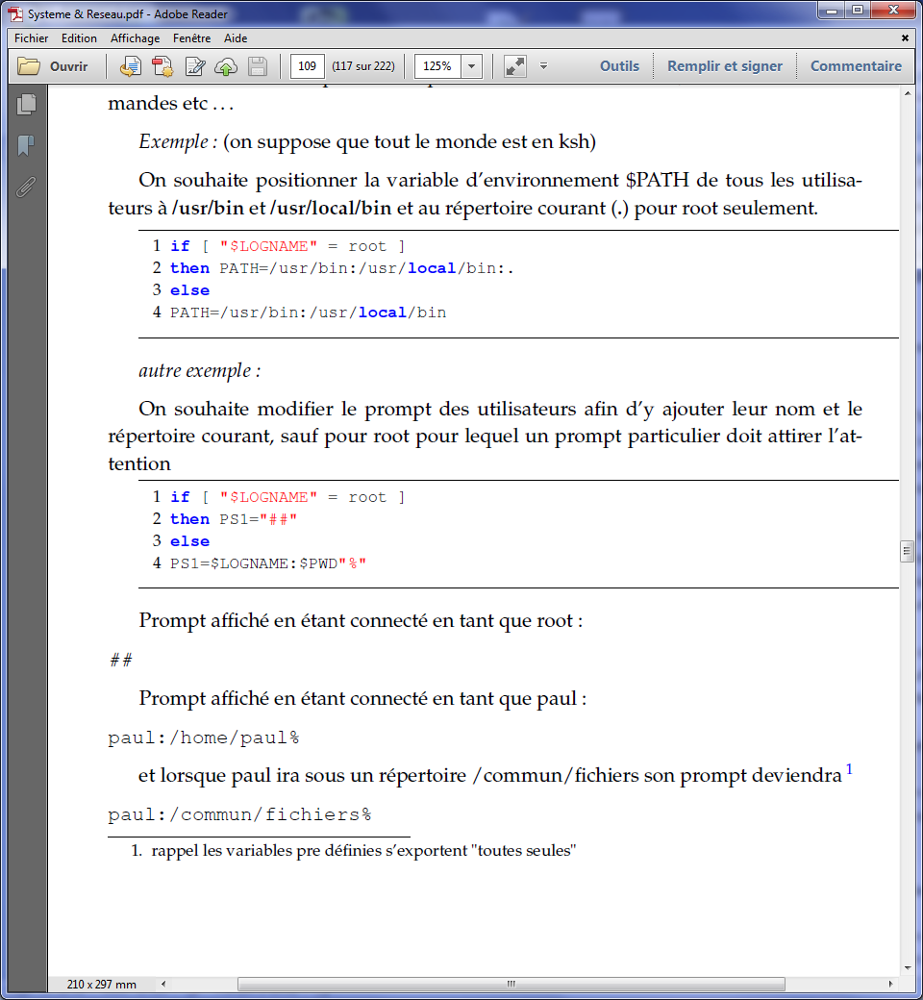 Systeme & Reseau.pdf - Adobe Reader
Fichier Edition Affichage Fenêtre Aide
Ouvrir 109 (117 sur 222) 125% Outils Remplir et signer Commentaire
mandes etc . . .
Exemple : (on suppose que tout le monde est en ksh)
On souhaite positionner la variable d'environnement $PATH de tous les utilisa-
teurs à /usr/bin et /usr/local/bin et au répertoire courant (.) pour root seulement.
1 if [ "$LOGNAME" = root ]
2 then PATH=/usr/bin:/usr/local/bin:.
3 else
4 PATH=/usr/bin:/usr/local/bin
autre exemple :
On souhaite modifier le prompt des utilisateurs afin d'y ajouter leur nom et le
répertoire courant, sauf pour root pour lequel un prompt particulier doit attirer l'at-
tention
1 if [ "$LOGNAME" = root ]
2 then PS1="##"
3 else
4 PS1=$LOGNAME:$PWD"%"
Prompt affiché en étant connecté en tant que root :
##
Prompt affiché en étant connecté en tant que paul :
paul:/home/paul%
et lorsque paul ira sous un répertoire /commun/fichiers son prompt deviendra 1
paul:/commun/fichiers%
1. rappel les variables pre définies s'exportent "toutes seules"
210 x 297 mm